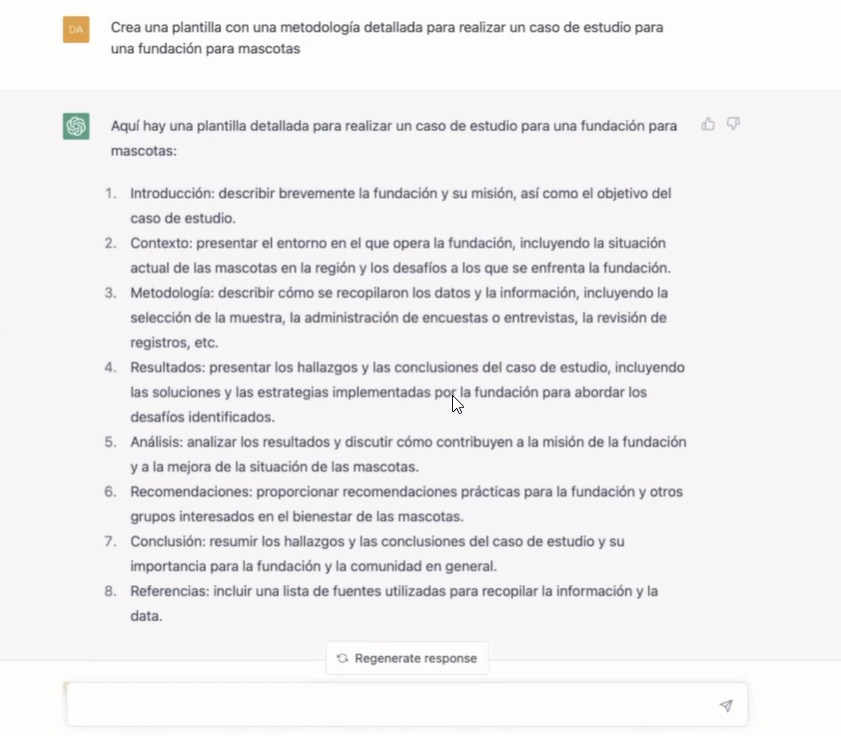 DA
Crea una plantilla con una metodología detallada para realizar un caso de estudio para
una fundación para mascotas
Aquí hay una plantilla detallada para realizar un caso de estudio para una fundación para
mascotas:
1. Introducción: describir brevemente la fundación y su misión, así como el objetivo del
caso de estudio.
2. Contexto: presentar el entorno en el que opera la fundación, incluyendo la situación
actual de las mascotas en la región y los desafíos a los que se enfrenta la fundación.
3. Metodología: describir cómo se recopilaron los datos y la información, incluyendo la
selección de la muestra, la administración de encuestas o entrevistas, la revisión de
registros, etc.
4. Resultados: presentar los hallazgos y las conclusiones del caso de estudio, incluyendo
las soluciones y las estrategias implementadas por la fundación para abordar los
desafíos identificados.
5. Análisis: analizar los resultados y discutir cómo contribuyen a la misión de la fundación
y a la mejora de la situación de las mascotas.
6. Recomendaciones: proporcionar recomendaciones prácticas para la fundación y otros
grupos interesados en el bienestar de las mascotas.
7. Conclusión: resumir los hallazgos y las conclusiones del caso de estudio y su
importancia para la fundación y la comunidad en general.
8. Referencias: incluir una lista de fuentes utilizadas para recopilar la información y la
data.
Regenerate response